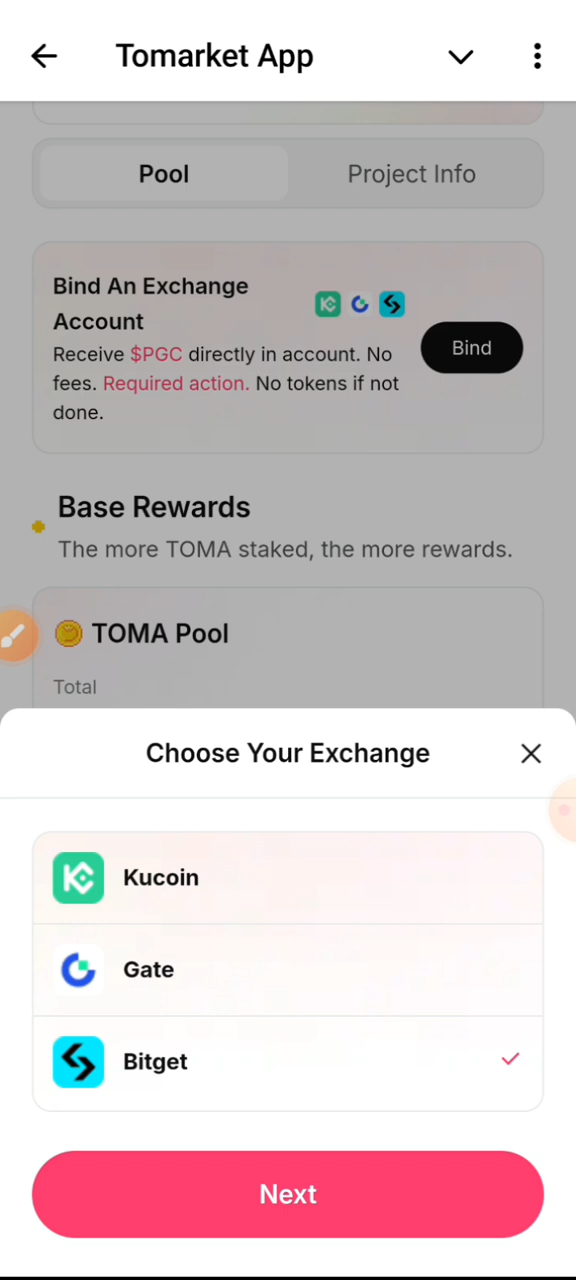 Tomarket App
Pool
Project Info
Bind An Exchange
Account
Receive $PGC directly in account. No
fees. Required action. No tokens if not
done.
Bind
Base Rewards
The more TOMA staked, the more rewards.
TOMA Pool
Total
Choose Your Exchange
Kucoin
Gate
Bitget
Next